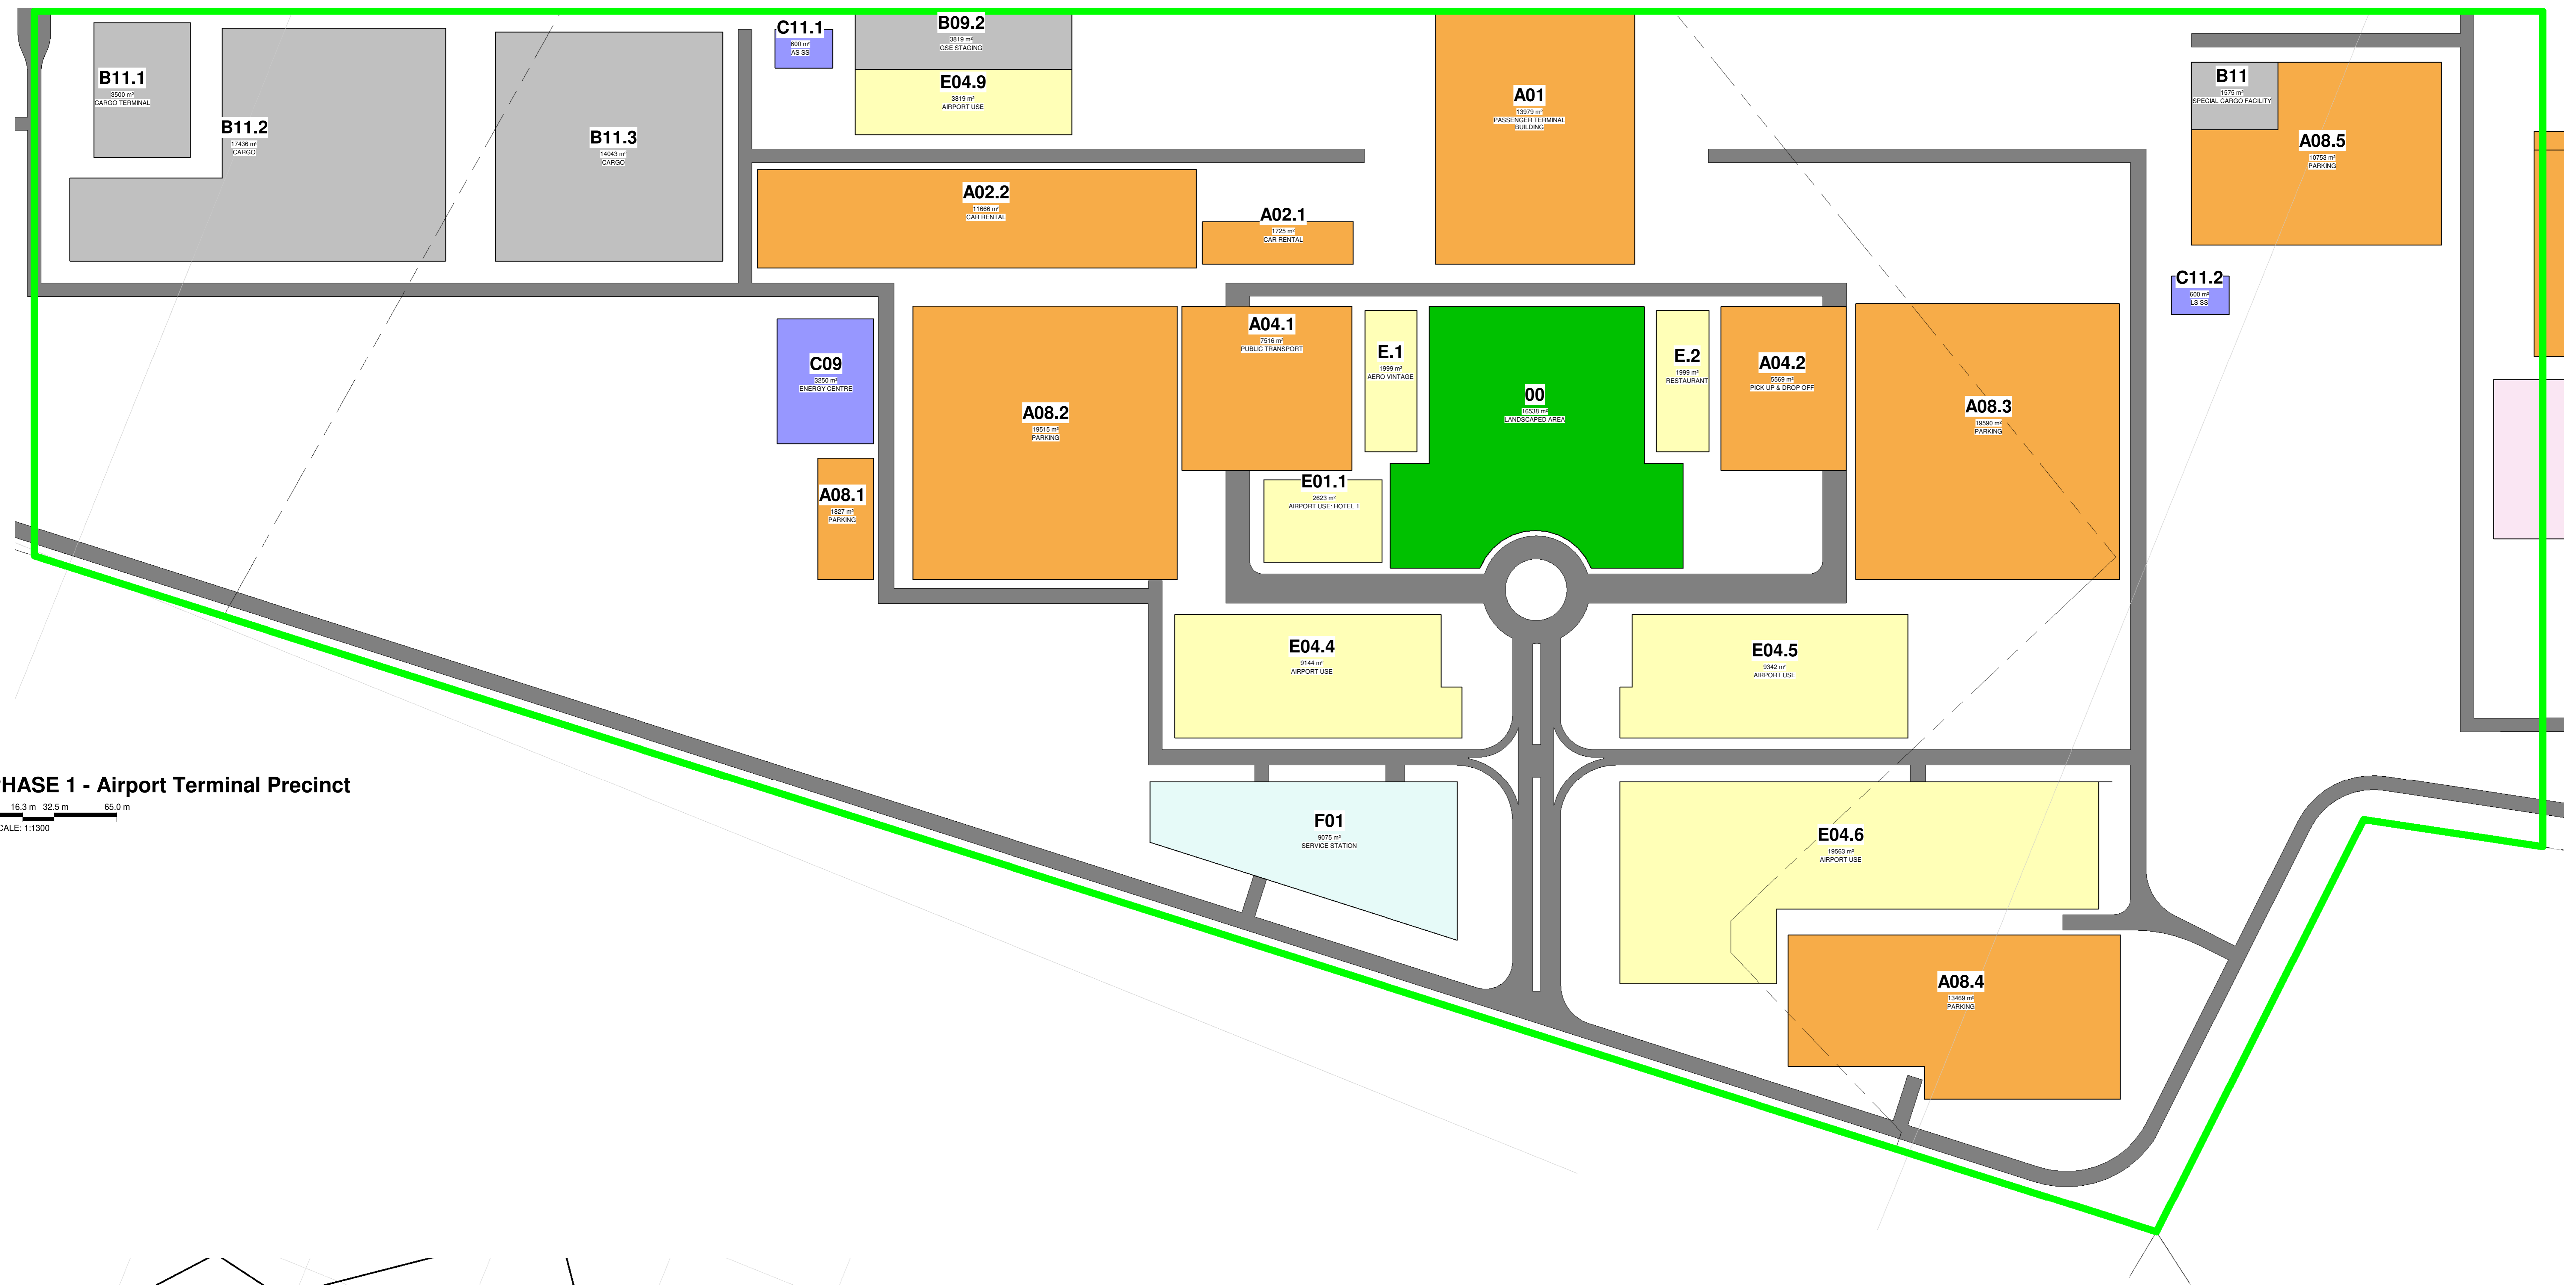 C11.1
600 m²
AS SS
B09.2
3819 m²
GSE STAGING
B11.1
3500 m²
CARGO TERMINAL
B11.2
17436 m²
CARGO
B11.3
14043 m²
CARGO
E04.9
3819 m²
AIRPORT USE
A01
13979 m²
PASSENGER TERMINAL
BUILDING
B11
1575 m²
SPECIAL CARGO FACILITY
A08.5
10753 m²
PARKING
A02.2
11666 m²
CAR RENTAL
A02.1
1725 m²
CAR RENTAL
C11.2
600 m²
LS SS
C09
3250 m²
ENERGY CENTRE
A08.2
19515 m²
PARKING
A04.1
7516 m²
PUBLIC TRANSPORT
E.1
1999 m²
AERO VINTAGE
00
16538 m²
LANDSCAPED AREA
E.2
1999 m²
RESTAURANT
A04.2
5569 m²
PICK UP & DROP OFF
A08.3
19590 m²
PARKING
A08.1
1827 m²
PARKING
E01.1
2623 m²
AIRPORT USE: HOTEL 1
E04.4
9144 m²
AIRPORT USE
E04.5
9342 m²
AIRPORT USE
HASE 1 - Airport Terminal Precinct
16.3 m 32.5 m 65.0 m
CALE: 1:1300
F01
9075 m²
SERVICE STATION
E04.6
19563 m²
AIRPORT USE
A08.4
13469 m²
PARKING